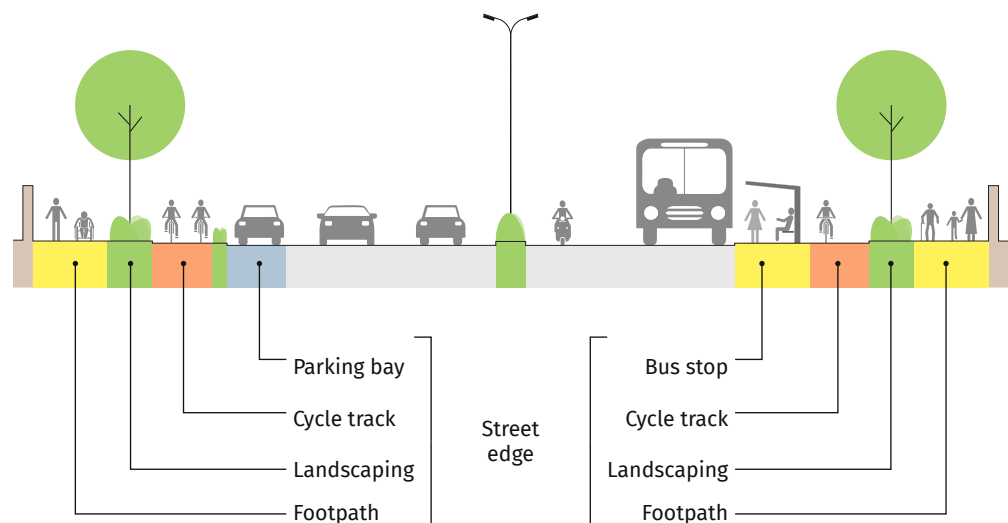 Parking bay
Cycle track
Landscaping
Footpath
Street
edge
Bus stop
Cycle track
Landscaping
Footpath